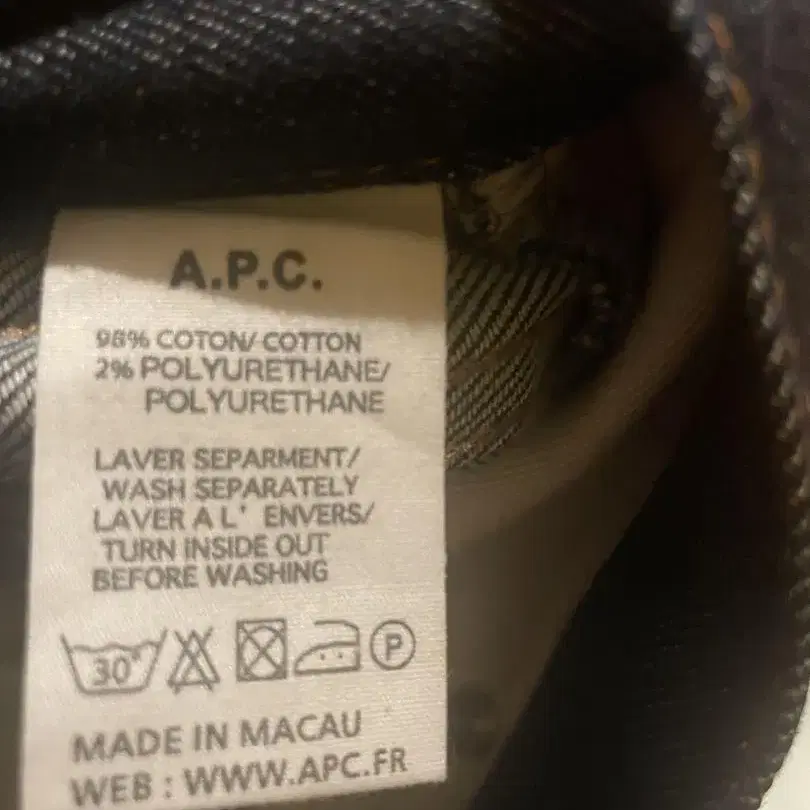 A.P.C.
98% COTON/ COTTON
2% POLYURETHANE/
POLYURETHANE
LAVER SEPARMENT/
WASH SEPARATELY
LAVER A L' ENVERS/
TURN INSIDE OUT
BEFORE WASHING
30° P
MADE IN MACAU
WEB : WWW.APC.FR